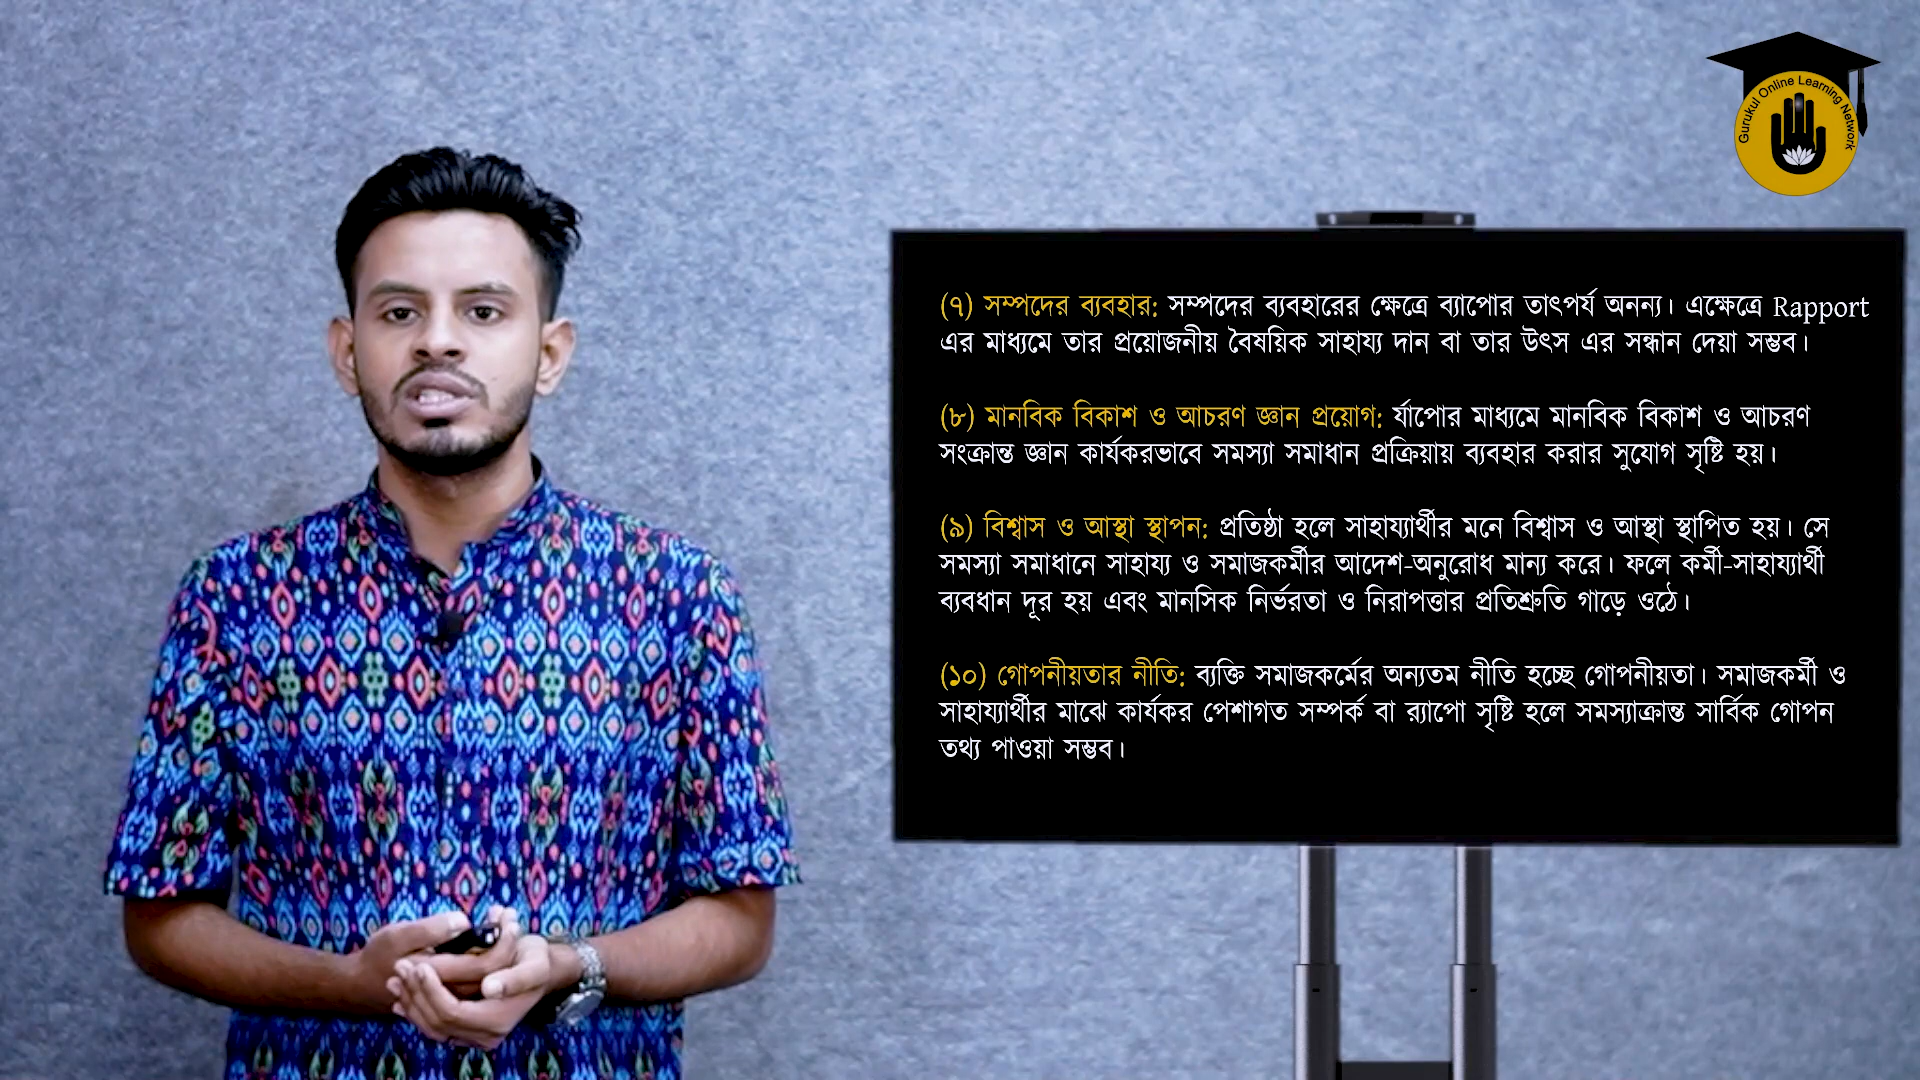 Gurukul Online Learning Network
(৭) সম্পদের ব্যবহার: সম্পদের ব্যবহারের ক্ষেত্রে ব্যাপোর তাৎপর্য অনন্য। এক্ষেত্রে Rapport
এর মাধ্যমে তার প্রয়োজনীয় বৈষয়িক সাহায্য দান বা তার উৎস এর সন্ধান দেয়া সম্ভব।
(৮) মানবিক বিকাশ ও আচরণ জ্ঞান প্রয়োগ: র্যাপোর মাধ্যমে মানবিক বিকাশ ও আচরণ
সংক্রান্ত জ্ঞান কার্যকরভাবে সমস্যা সমাধান প্রক্রিয়ায় ব্যবহার করার সুযোগ সৃষ্টি হয়।
(৯) বিশ্বাস ও আস্থা স্থাপন: প্রতিষ্ঠা হলে সাহায্যার্থীর মনে বিশ্বাস ও আস্থা স্থাপিত হয়। সে
সমস্যা সমাধানে সাহায্য ও সমাজকর্মীর আদেশ-অনুরোধ মান্য করে। ফলে কর্মী-সাহায্যার্থী
ব্যবধান দূর হয় এবং মানসিক নির্ভরতা ও নিরাপত্তার প্রতিশ্রুতি গাড়ে ওঠে।
(১০) গোপনীয়তার নীতি: ব্যক্তি সমাজকর্মের অন্যতম নীতি হচ্ছে গোপনীয়তা। সমাজকর্মী ও
সাহায্যার্থীর মাঝে কার্যকর পেশাগত সম্পর্ক বা র‍্যাপো সৃষ্টি হলে সমস্যাক্রান্ত সার্বিক গোপন
তথ্য পাওয়া সম্ভব।